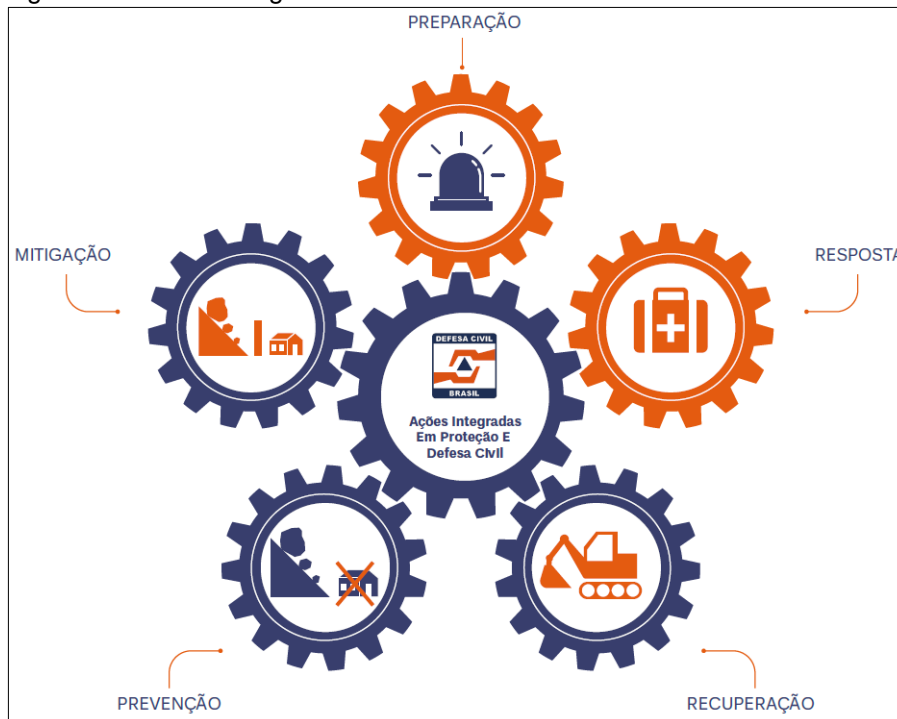 PREPARAÇÃO
MITIGAÇÃO
RESPOSTA
DEFESA CIVIL
BRASIL
Ações Integradas
Em Proteção E
Defesa CIvil
PREVENÇÃO
RECUPERAÇÃO